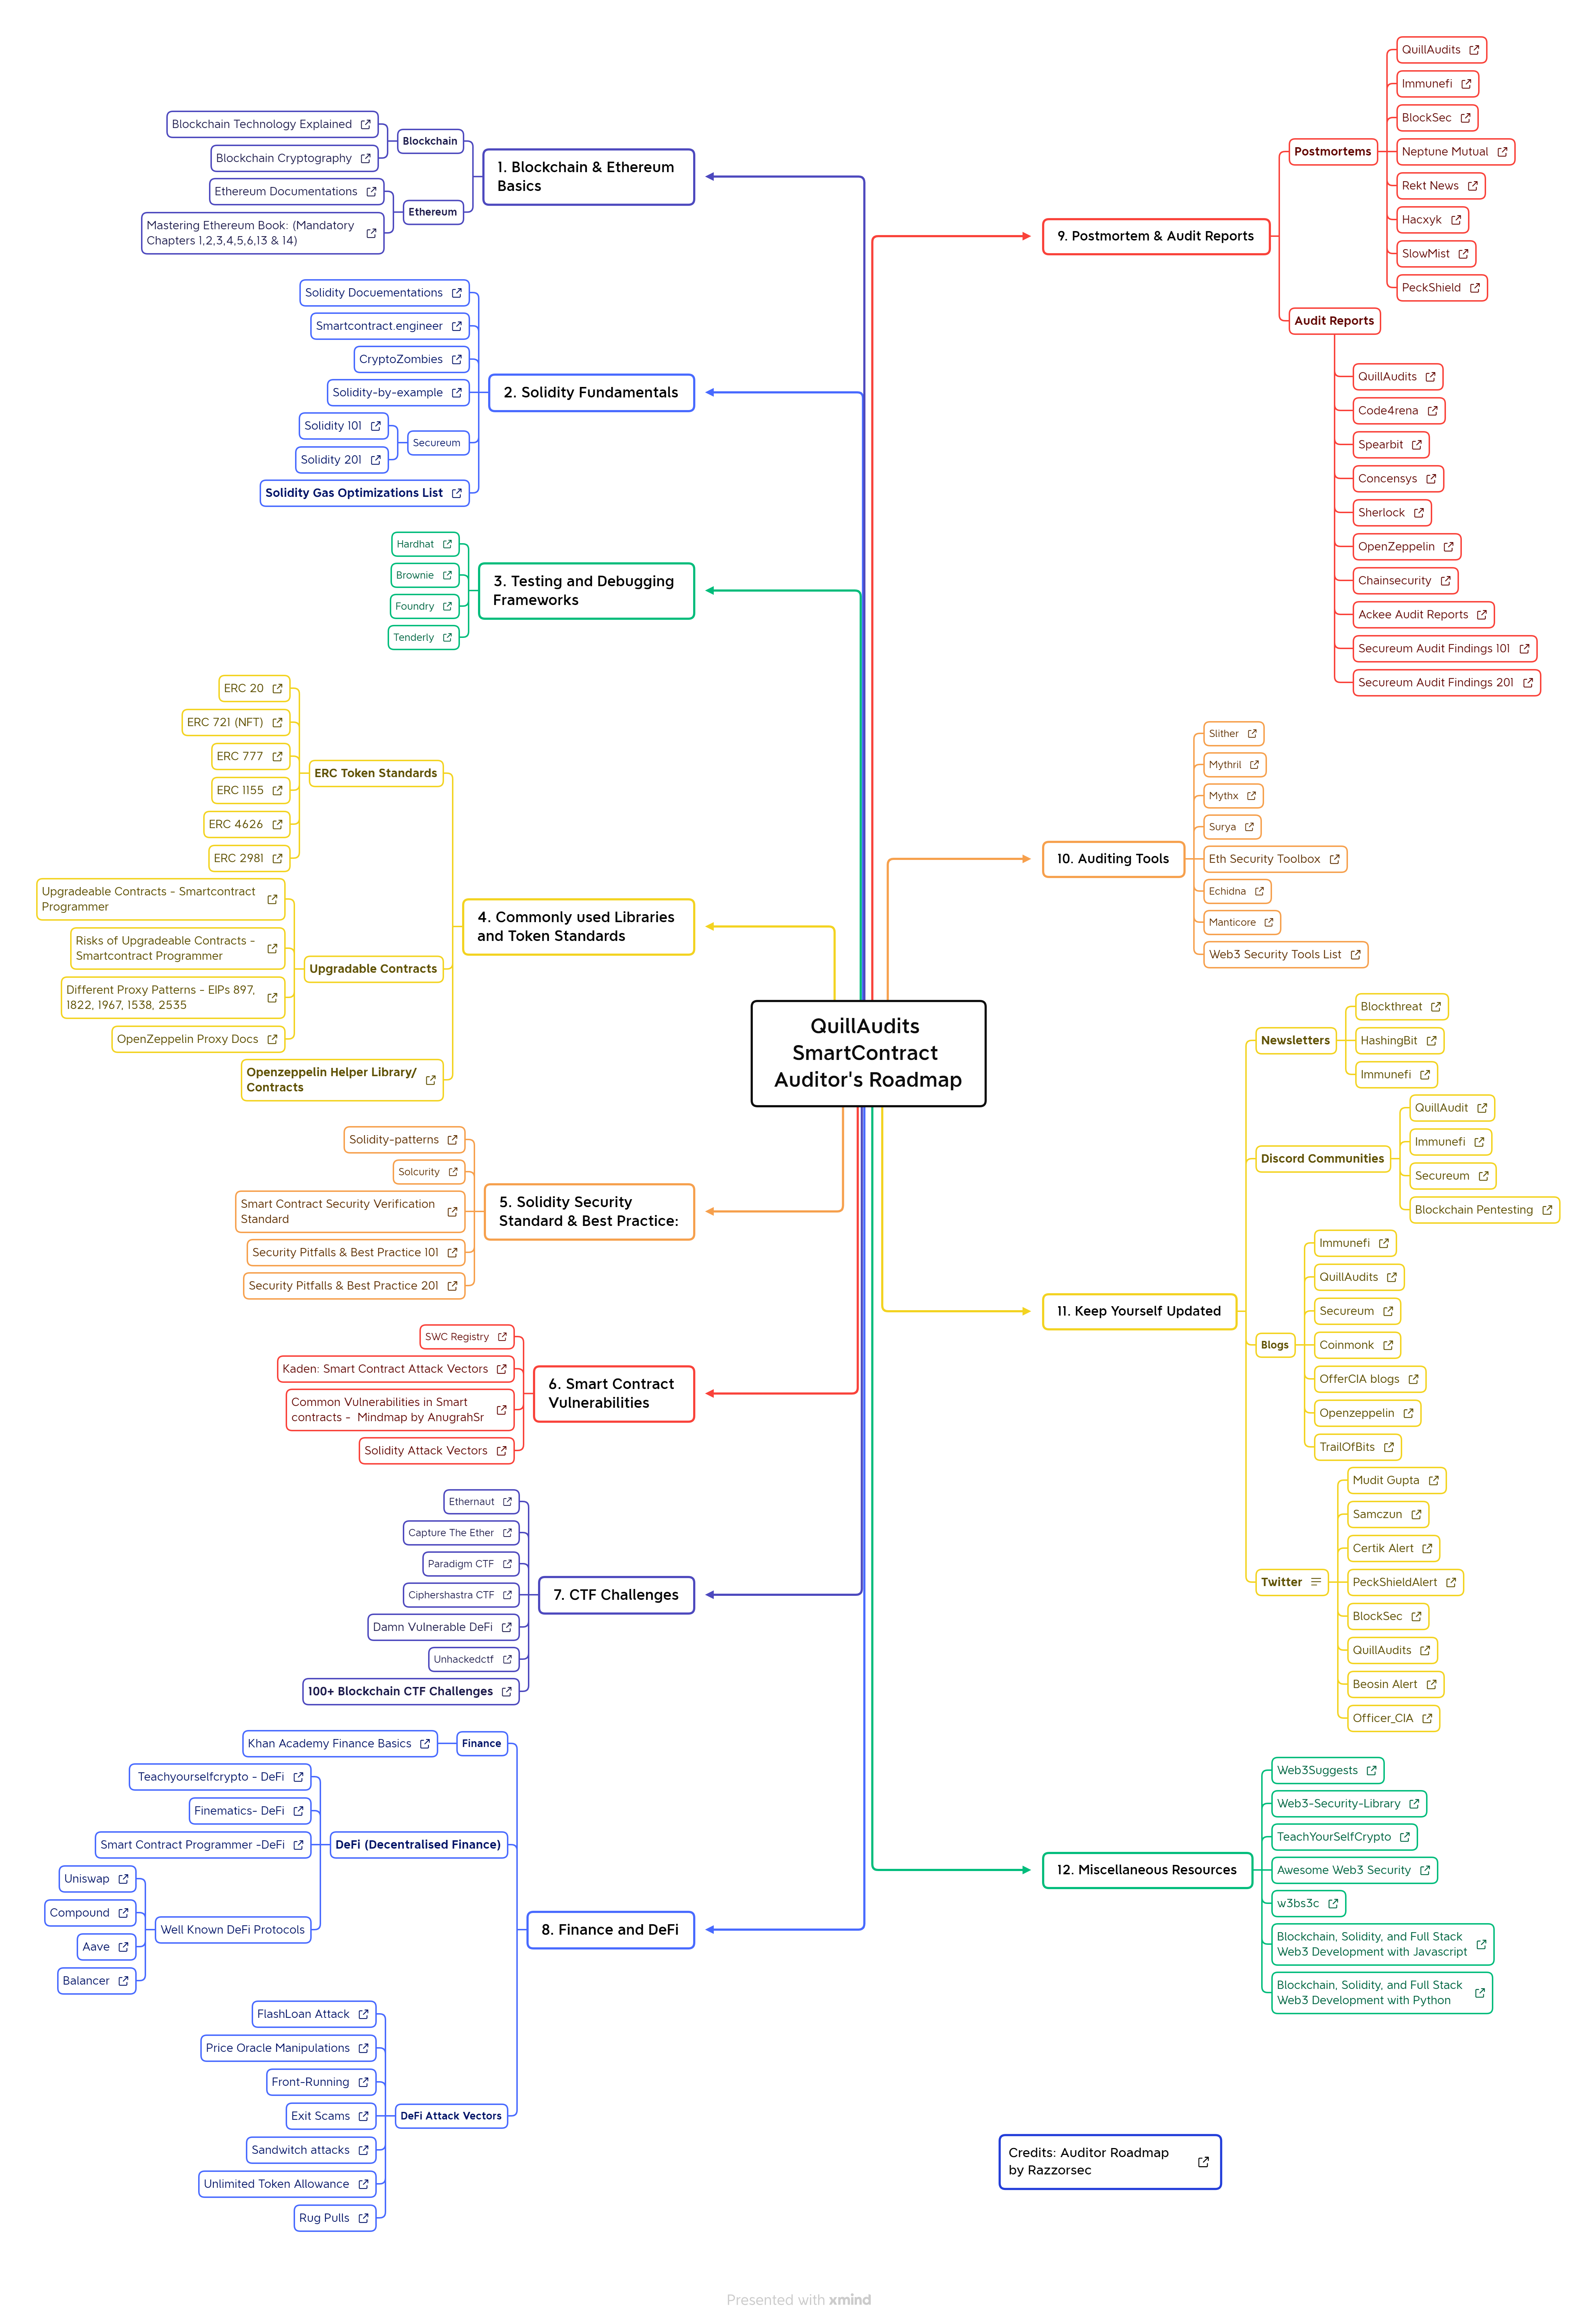 QuillAudits
SmartContract
Auditor's Roadmap
1. Blockchain & Ethereum
Basics
Blockchain
Blockchain Technology Explained
Blockchain Cryptography
Ethereum
Ethereum Documentations
Mastering Ethereum Book: (Mandatory
Chapters 1,2,3,4,5,6,13 & 14)
2. Solidity Fundamentals
Solidity Docuementations
Smartcontract.engineer
CryptoZombies
Solidity-by-example
Secureum
Solidity 101
Solidity 201
Solidity Gas Optimizations List
3. Testing and Debugging
Frameworks
Hardhat
Brownie
Foundry
Tenderly
4. Commonly used Libraries
and Token Standards
ERC Token Standards
ERC 20
ERC 721 (NFT)
ERC 777
ERC 1155
ERC 4626
ERC 2981
Upgradable Contracts
Upgradeable Contracts - Smartcontract
Programmer
Risks of Upgradeable Contracts -
Smartcontract Programmer
Different Proxy Patterns - EIPs 897,
1822, 1967, 1538, 2535
OpenZeppelin Proxy Docs
Openzeppelin Helper Library/
Contracts
5. Solidity Security
Standard & Best Practice:
Solidity-patterns
Solcurity
Smart Contract Security Verification
Standard
Security Pitfalls & Best Practice 101
Security Pitfalls & Best Practice 201
6. Smart Contract
Vulnerabilities
SWC Registry
Kaden: Smart Contract Attack Vectors
Common Vulnerabilities in Smart
contracts - Mindmap by AnugrahSr
Solidity Attack Vectors
7. CTF Challenges
Ethernaut
Capture The Ether
Paradigm CTF
Ciphershastra CTF
Damn Vulnerable DeFi
Unhackedctf
100+ Blockchain CTF Challenges
8. Finance and DeFi
Finance
Khan Academy Finance Basics
DeFi (Decentralised Finance)
Teachyourselfcrypto - DeFi
Finematics- DeFi
Smart Contract Programmer -DeFi
Well Known DeFi Protocols
Uniswap
Compound
Aave
Balancer
DeFi Attack Vectors
FlashLoan Attack
Price Oracle Manipulations
Front-Running
Exit Scams
Sandwitch attacks
Unlimited Token Allowance
Rug Pulls
9. Postmortem & Audit Reports
Postmortems
QuillAudits
Immunefi
BlockSec
Neptune Mutual
Rekt News
Hacxyk
SlowMist
PeckShield
Audit Reports
QuillAudits
Code4rena
Spearbit
Concensys
Sherlock
OpenZeppelin
Chainsecurity
Ackee Audit Reports
Secureum Audit Findings 101
Secureum Audit Findings 201
10. Auditing Tools
Slither
Mythril
Mythx
Surya
Eth Security Toolbox
Echidna
Manticore
Web3 Security Tools List
11. Keep Yourself Updated
Newsletters
Blockthreat
HashingBit
Immunefi
Discord Communities
QuillAudit
Immunefi
Secureum
Blockchain Pentesting
Blogs
Immunefi
QuillAudits
Secureum
Coinmonk
OfferCIA blogs
Openzeppelin
TrailOfBits
Twitter
Mudit Gupta
Samczun
Certik Alert
PeckShieldAlert
BlockSec
QuillAudits
Beosin Alert
Officer_CIA
12. Miscellaneous Resources
Web3Suggests
Web3-Security-Library
TeachYourSelfCrypto
Awesome Web3 Security
w3bs3c
Blockchain, Solidity, and Full Stack
Web3 Development with Javascript
Blockchain, Solidity, and Full Stack
Web3 Development with Python
Credits: Auditor Roadmap
by Razzorsec
Presented with xmind